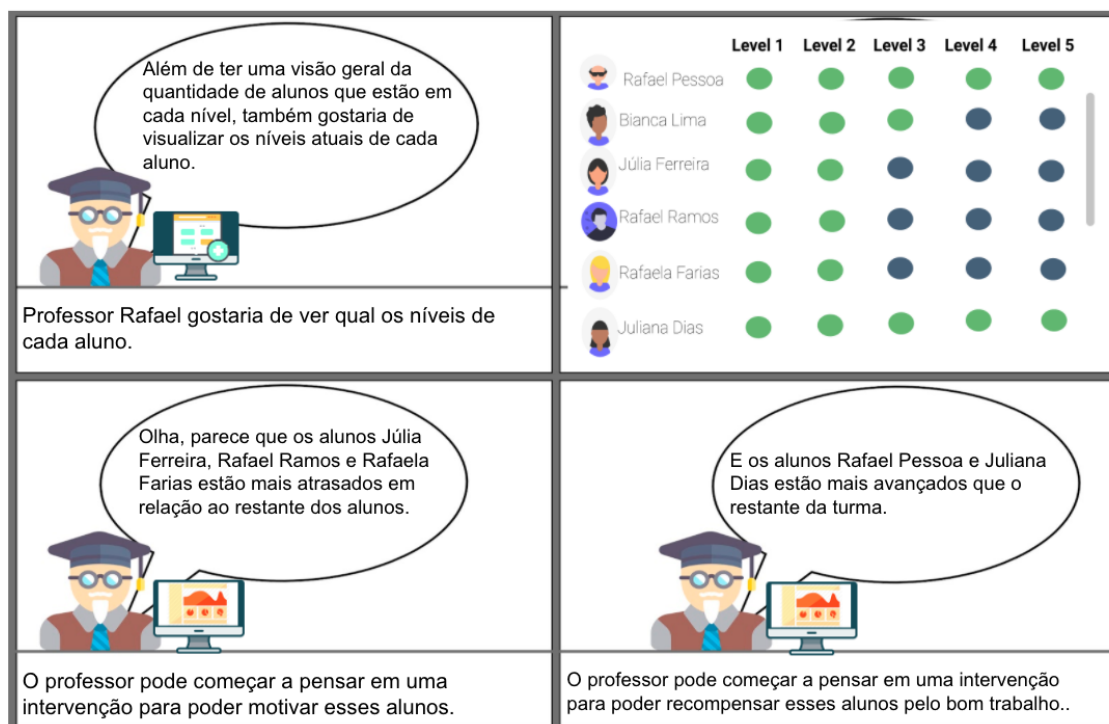 Além de ter uma visão geral da
quantidade de alunos que estão em
cada nível, também gostaria de
visualizar os níveis atuais de cada
aluno.
Professor Rafael gostaria de ver qual os níveis de
cada aluno.
Level 1 Level 2 Level 3 Level 4 Level 5
Rafael Pessoa
Bianca Lima
Júlia Ferreira
Rafael Ramos
Rafaela Farias
Juliana Dias
Olha, parece que os alunos Júlia
Ferreira, Rafael Ramos e Rafaela
Farias estão mais atrasados em
relação ao restante dos alunos.
O professor pode começar a pensar em uma
intervenção para poder motivar esses alunos.
E os alunos Rafael Pessoa e Juliana
Dias estão mais avançados que o
restante da turma.
O professor pode começar a pensar em uma intervenção
para poder recompensar esses alunos pelo bom trabalho..